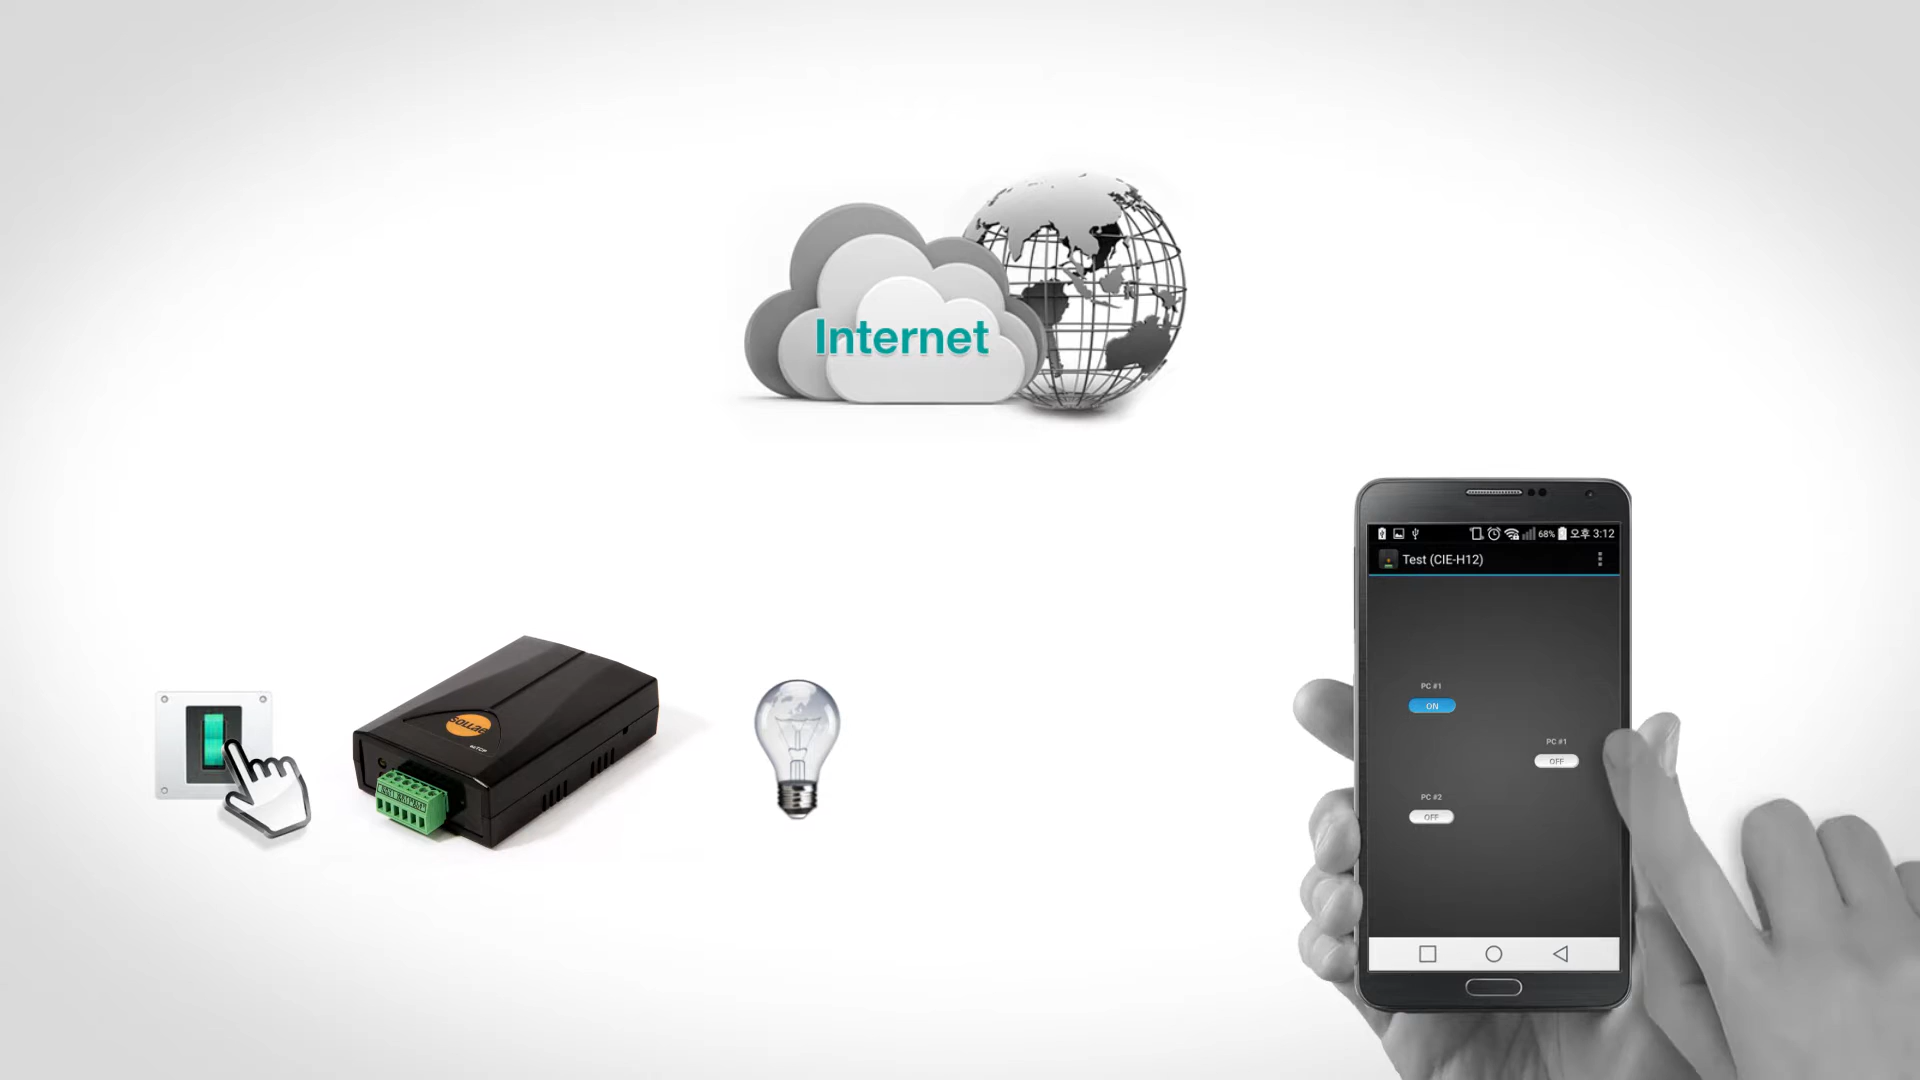 Internet
68% 오후 3:12
Test (CIE-H12)
PC #1
ON
PC #1
OFF
PC #2
OFF
SOLLAE